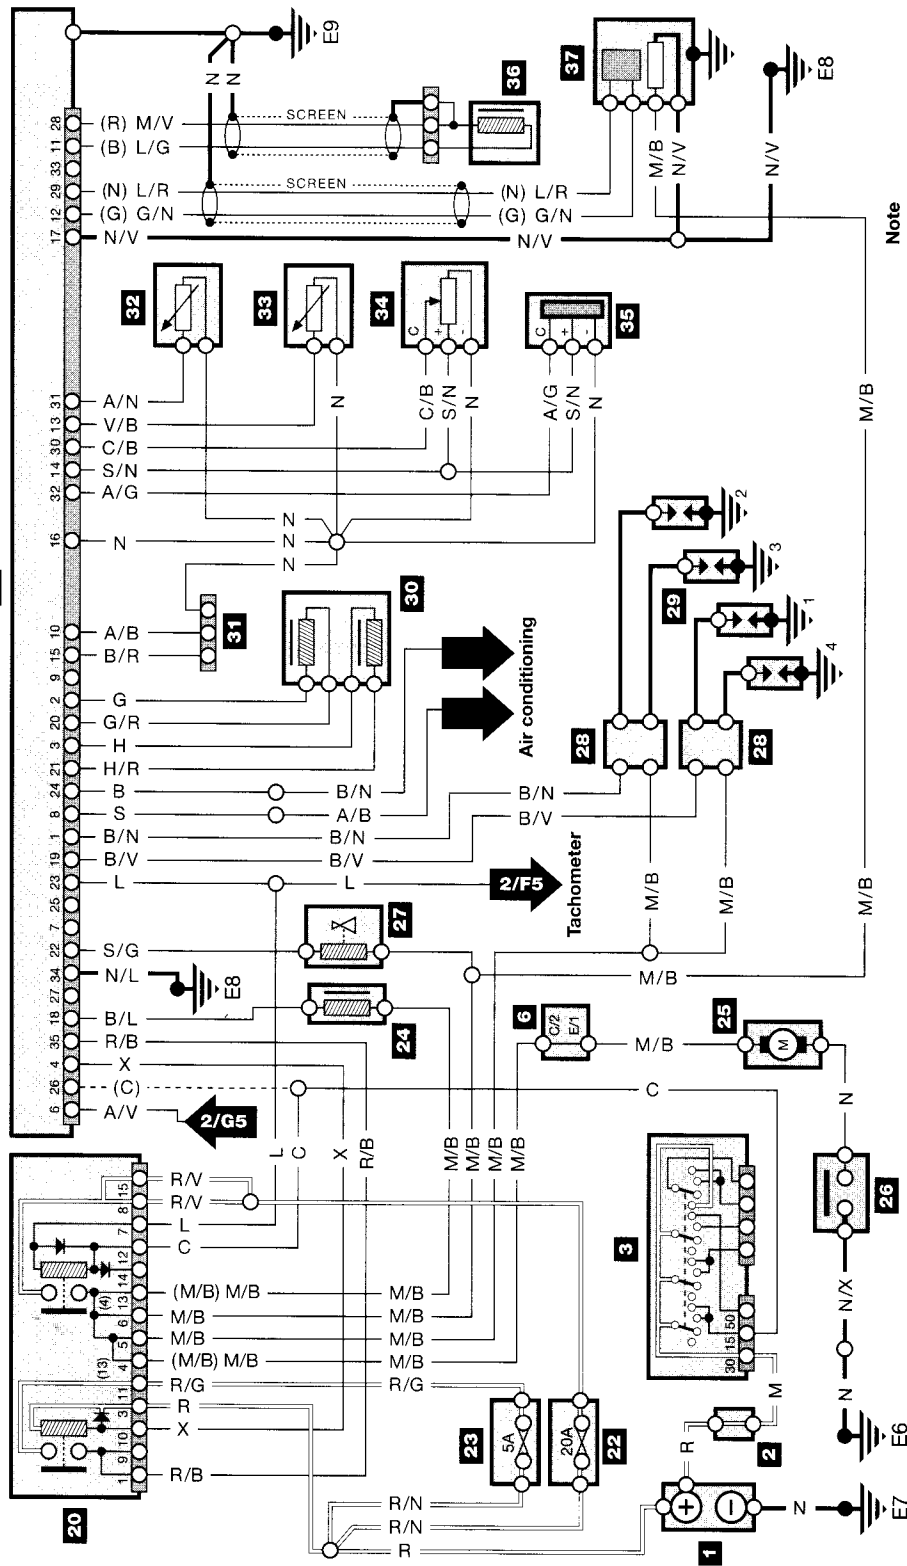 E9
28 (R) M/V
11 (B) L/G
33
29 (N) L/R
12 (G) G/N
17 N/V
N
N
SCREEN
SCREEN
(N) L/R
(G) G/N
N/V
36
37
M/B
N/V
N/V
E8
Note
32
33
34
C
+
-
35
C
+
-
31 A/N
13 V/B
30 C/B
14 S/N
32 A/G
N
C/B
S/N
N
A/G
S/N
N
M/B
16 N
N
N
N
2
3
29
1
4
10 A/B
15 B/R
9
31
30
2 G
20 G/R
3 H
21 H/R
24 B
8 S
1 B/N
19 B/V
23 L
25
7
22 S/G
34 N/L
27
18 B/L
35 R/B
4 X
26 (C)
6 A/V
B/N
A/B
B/N
B/V
L
Air conditioning
28
28
B/N
B/V
2/F5
Tachometer
M/B
M/B
M/B
M/B
27
E8
24
6
C/2
E/1
M/B
25
M
2/G5
L
C
X
R/B
M/B
M/B
M/B
M/B
C
N
15 R/V
8 R/V
7 L
12 C
14
13 (M/B) M/B
6 M/B
5 M/B
4 (M/B) M/B
11 R/G
3 R
10 X
9
1 R/B
(4)
(13)
20
M/B
M/B
M/B
M/B
R/G
3
50
15
30
26
N/X
N
M
23
5A
20A
22
R
2
R/N
R/N
R
1
+
−
N
E6
E7